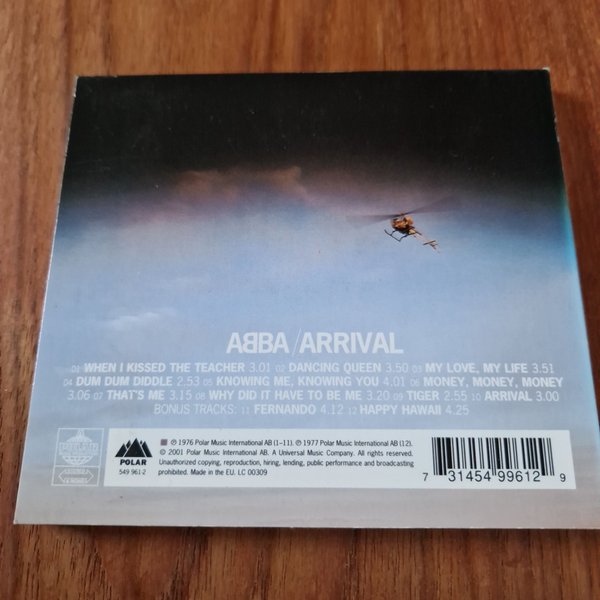 ABBA/ARRIVAL
01 WHEN I KISSED THE TEACHER 3.01 02 DANCING QUEEN 3.50 03 MY LOVE, MY LIFE 3.51
04 DUM DUM DIDDLE 2.53 05 KNOWING ME, KNOWING YOU 4.01 06 MONEY, MONEY, MONEY
3.06 07 THAT'S ME 3.15 08 WHY DID IT HAVE TO BE ME 3.20 09 TIGER 2.55 10 ARRIVAL 3.00
BONUS TRACKS: 11 FERNANDO 4.12 12 HAPPY HAWAII 4.25
POLAR
549 961-2
℗ 1976 Polar Music International AB (1–11). ℗ 1977 Polar Music International AB (12).
© 2001 Polar Music International AB. A Universal Music Company. All rights reserved.
Unauthorized copying, reproduction, hiring, lending, public performance and broadcasting
prohibited. Made in the EU. LC 00309
7 31454 99612 9